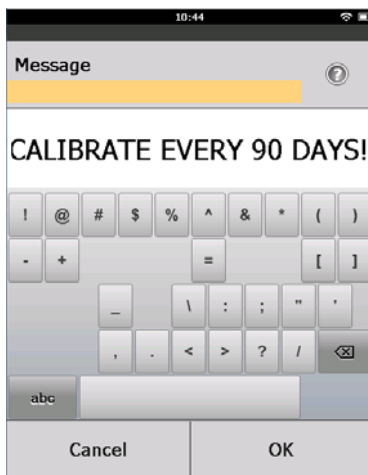 10:44
Message
?
CALIBRATE EVERY 90 DAYS!
! @ # $ % ^ & * ( )
- + = [ ]
_ \ : ; " '
, . < > ? /
abc
Cancel OK